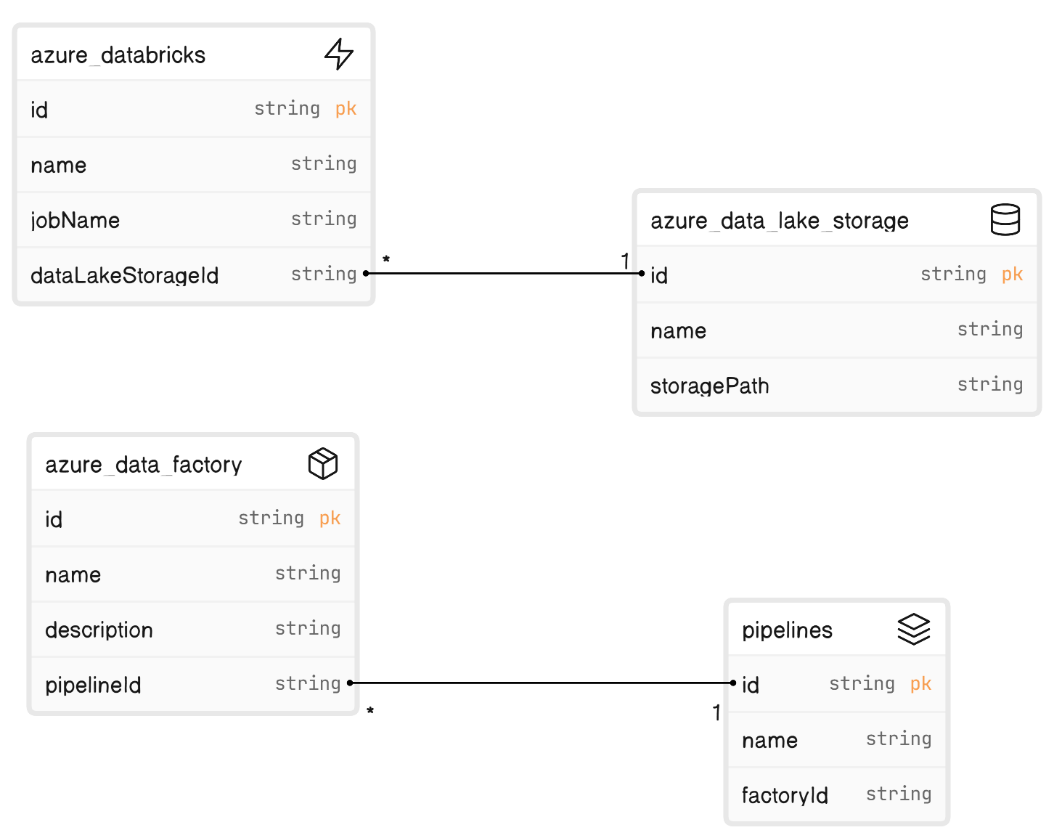 azure_databricks
id string pk
name string
jobName string
dataLakeStorageId string
* 1
azure_data_lake_storage
id string pk
name string
storagePath string
azure_data_factory
id string pk
name string
description string
pipelineId string
* 1
pipelines
id string pk
name string
factoryId string